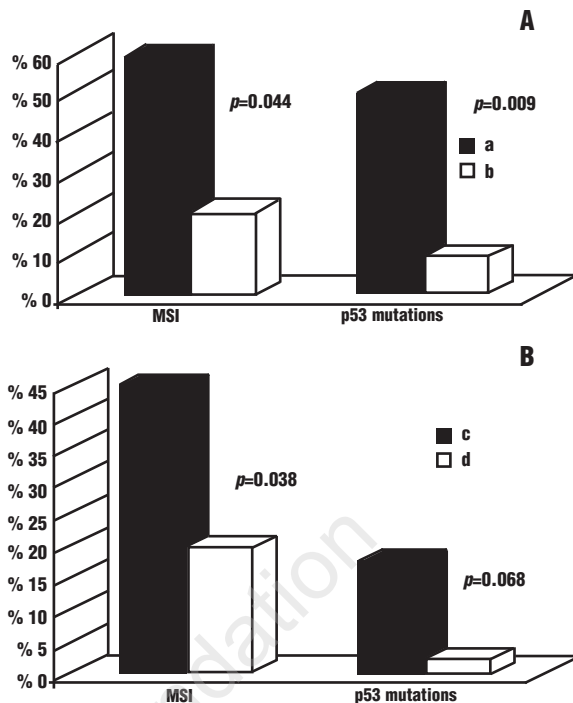 A
% 60
% 50
% 40
% 30
% 20
% 10
% 0
p=0.044
p=0.009
a
b
MSI
p53 mutations
B
% 45
% 40
% 35
% 30
% 25
% 20
% 15
% 10
% 5
% 0
c
d
p=0.038
p=0.068
MSI
p53 mutations